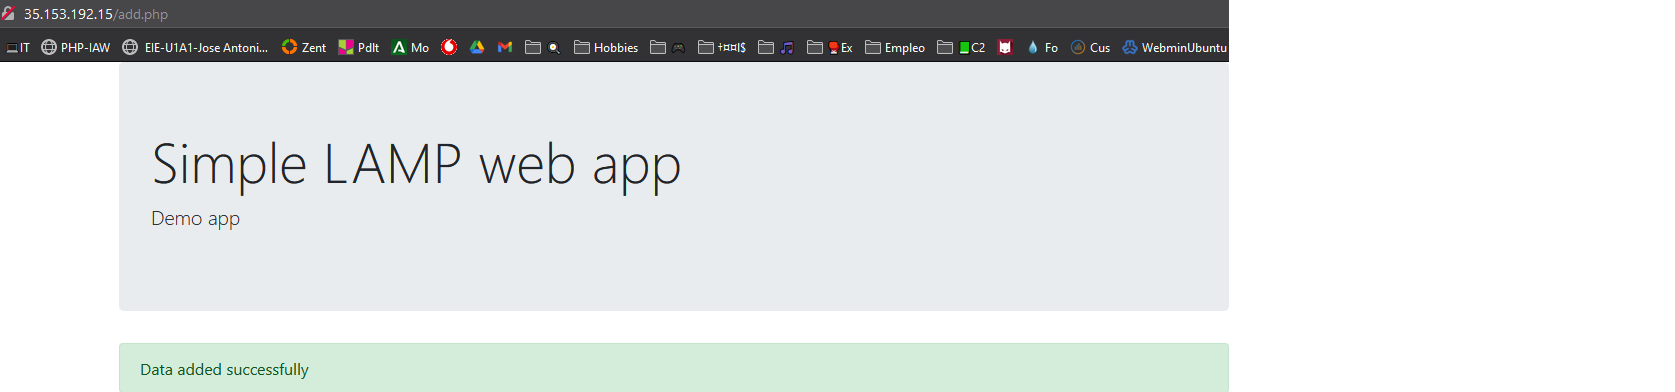 35.153.192.15/add.php
IT PHP-IAW EIE-U1A1-Jose Antoni... Zent Pdlt Mo Hobbies +¤¤I$ Ex Empleo C2 Fo Cus WebminUbuntu
Simple LAMP web app
Demo app
Data added successfully